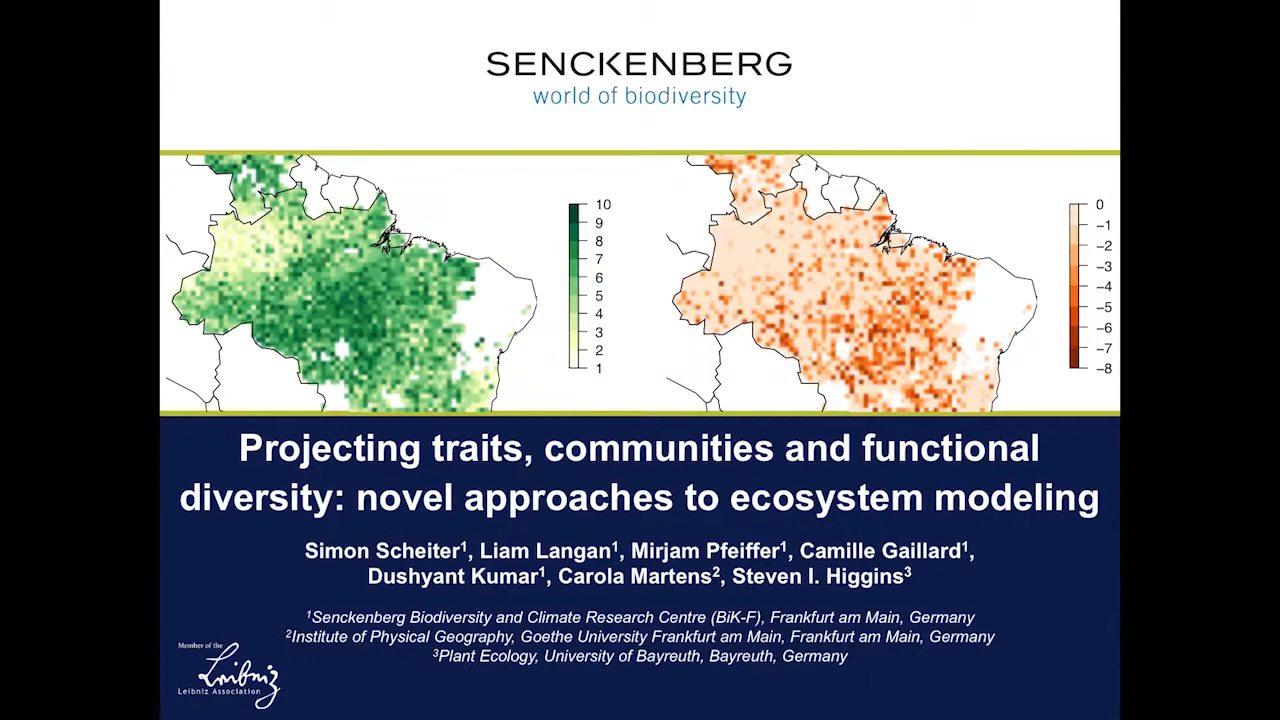 SENCKENBERG
world of biodiversity
10
9
8
7
6
5
4
3
2
1
0
−1
−2
−3
−4
−5
−6
−7
−8
Projecting traits, communities and functional
diversity: novel approaches to ecosystem modeling
Simon Scheiter¹, Liam Langan¹, Mirjam Pfeiffer¹, Camille Gaillard¹,
Dushyant Kumar¹, Carola Martens², Steven I. Higgins³
¹Senckenberg Biodiversity and Climate Research Centre (BiK-F), Frankfurt am Main, Germany
²Institute of Physical Geography, Goethe University Frankfurt am Main, Frankfurt am Main, Germany
³Plant Ecology, University of Bayreuth, Bayreuth, Germany
Member of the
Leibniz
Leibniz Association